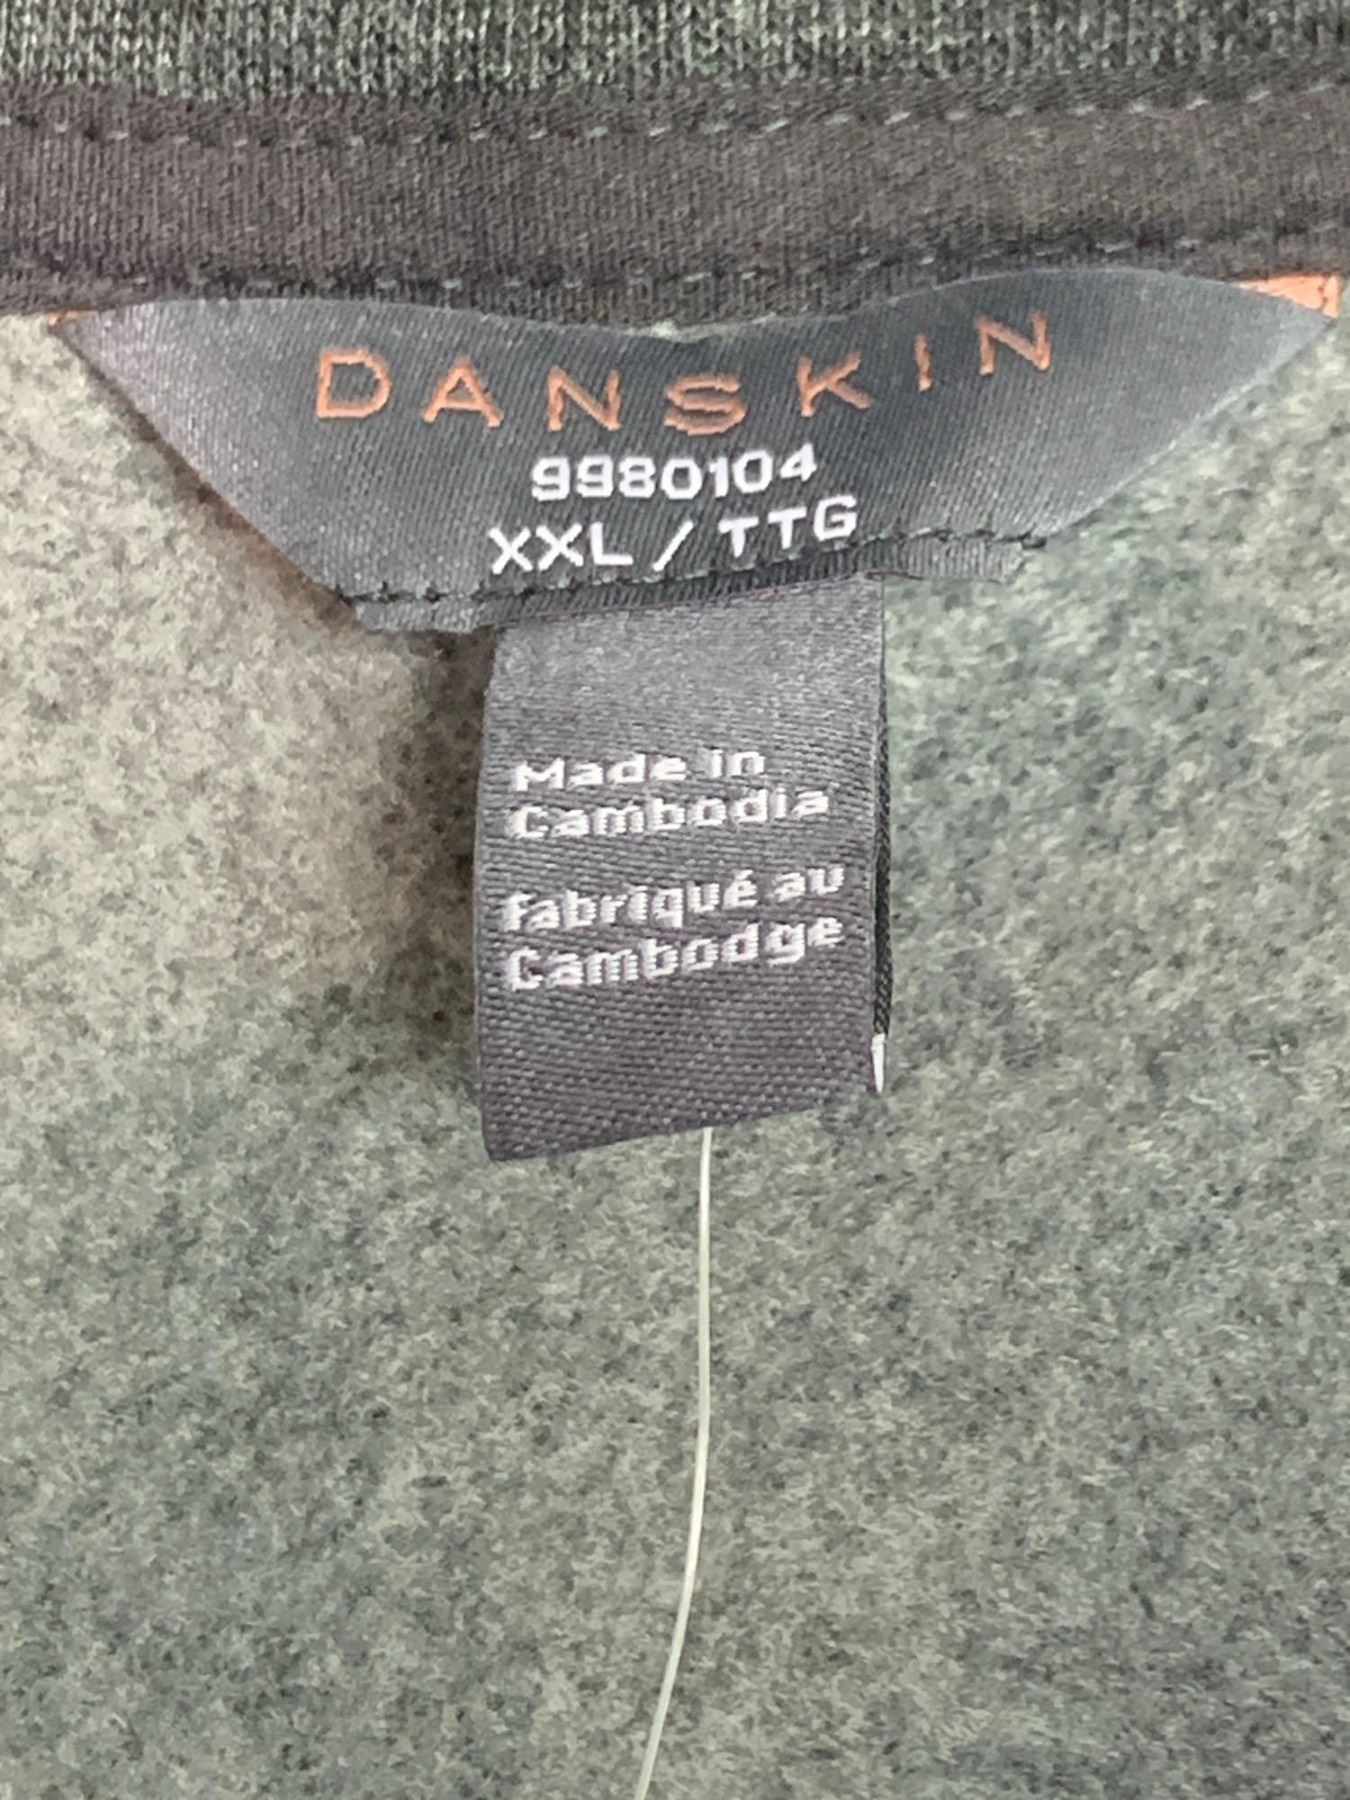 DANSKIN
9980104
XXL / TTG
Made in
Cambodia
fabriqué au
Cambodge